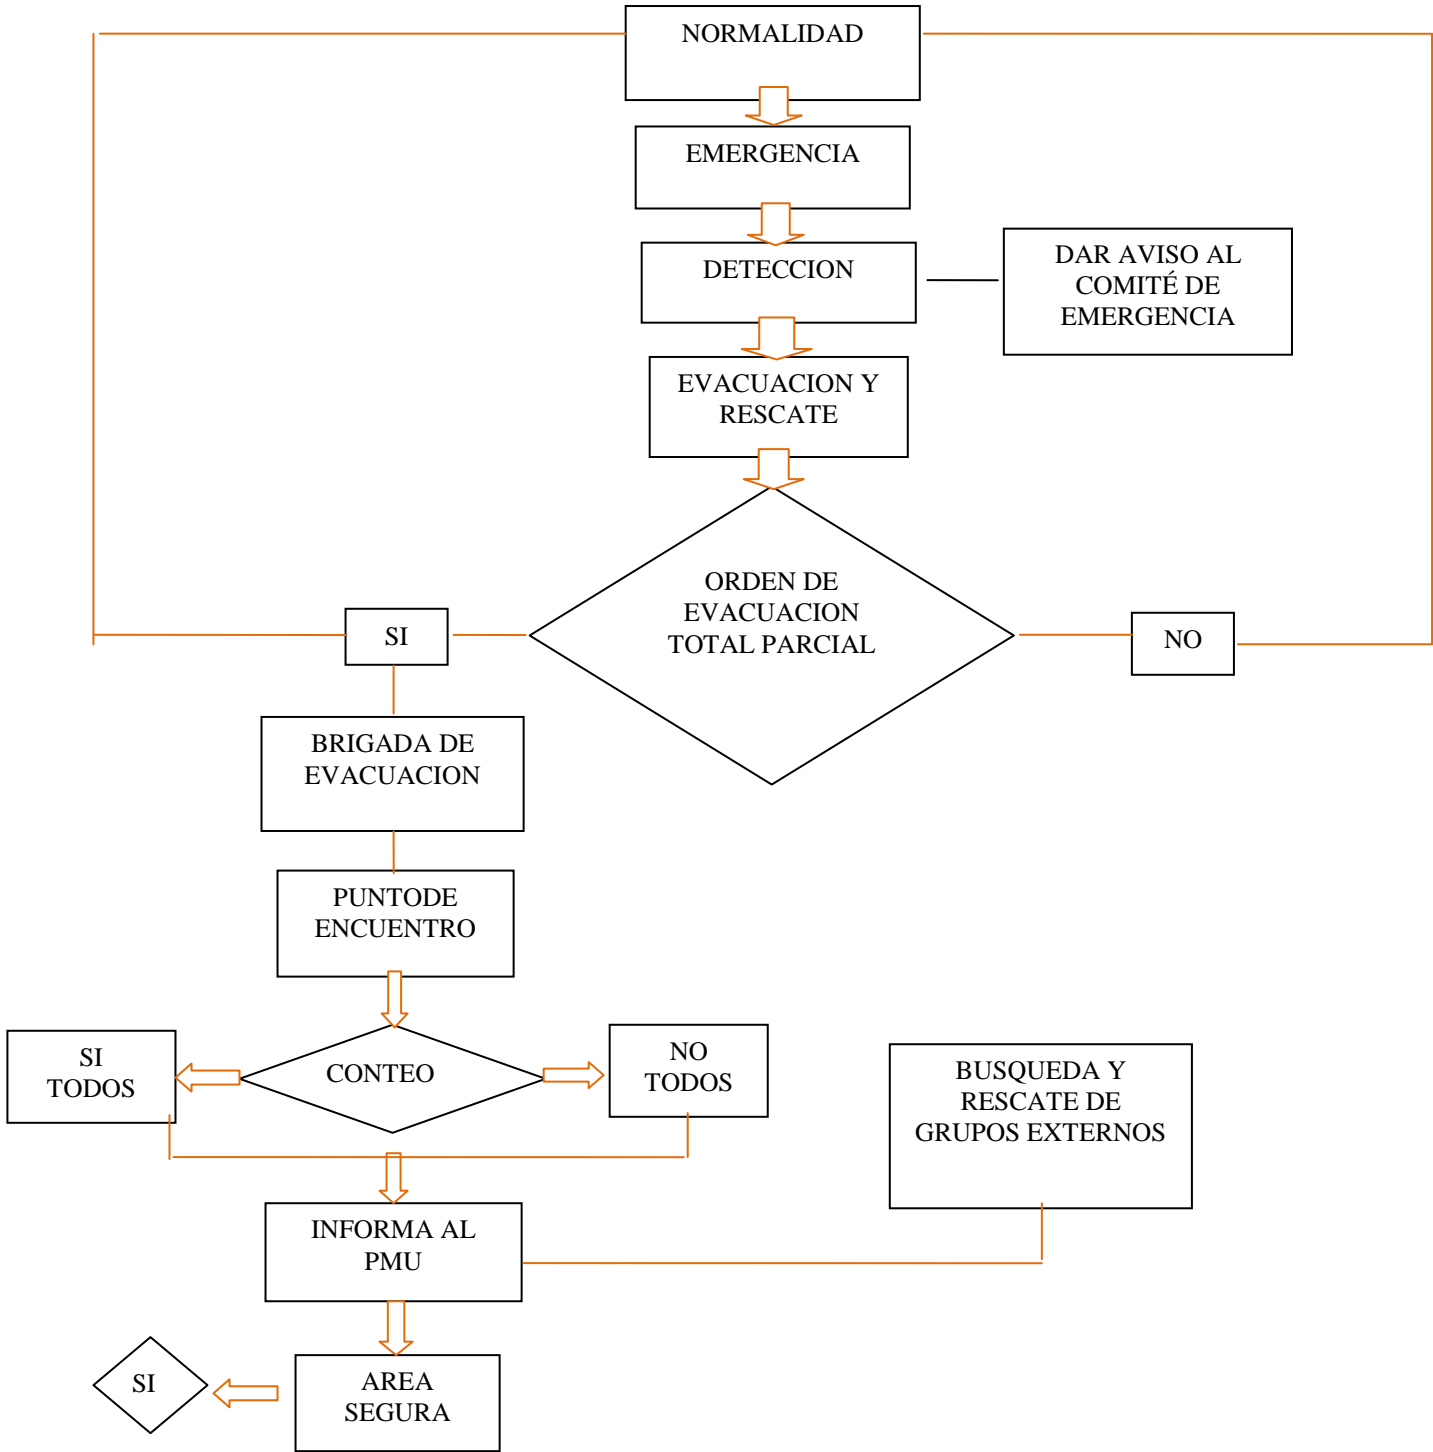 NORMALIDAD
EMERGENCIA
DETECCION
DAR AVISO AL
COMITÉ DE
EMERGENCIA
EVACUACION Y
RESCATE
ORDEN DE
EVACUACION
TOTAL PARCIAL
SI
NO
BRIGADA DE
EVACUACION
PUNTODE
ENCUENTRO
SI
TODOS
CONTEO
NO
TODOS
BUSQUEDA Y
RESCATE DE
GRUPOS EXTERNOS
INFORMA AL
PMU
SI
AREA
SEGURA